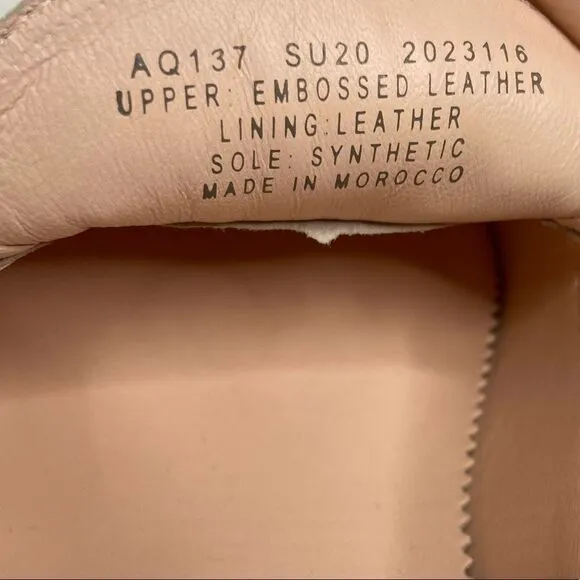 AQ137 SU20 2023116
UPPER: EMBOSSED LEATHER
LINING:LEATHER
SOLE: SYNTHETIC
MADE IN MOROCCO